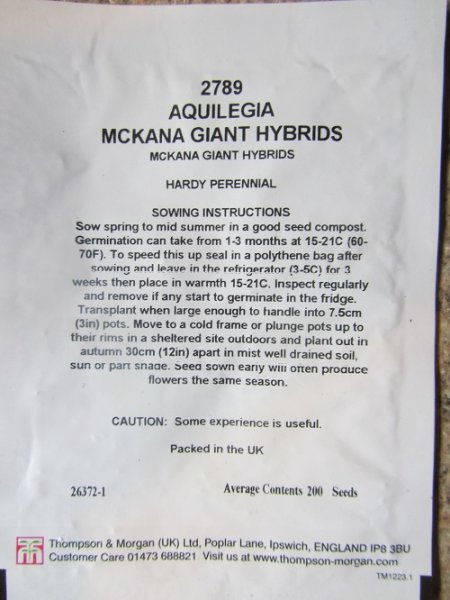 2789
AQUILEGIA
MCKANA GIANT HYBRIDS
MCKANA GIANT HYBRIDS
HARDY PERENNIAL
SOWING INSTRUCTIONS
Sow spring to mid summer in a good seed compost.
Germination can take from 1-3 months at 15-21C (60-
70F). To speed this up seal in a polythene bag after
sowing and leave in the refrigerator (3-5C) for 3
weeks then place in warmth 15-21C. Inspect regularly
and remove if any start to germinate in the fridge.
Transplant when large enough to handle into 7.5cm
(3in) pots. Move to a cold frame or plunge pots up to
their rims in a sheltered site outdoors and plant out in
autumn 30cm (12in) apart in mist well drained soil,
sun or part shade. Seed sown early will often produce
flowers the same season.
CAUTION: Some experience is useful.
Packed in the UK
26372-1 Average Contents 200 Seeds
Thompson & Morgan (UK) Ltd, Poplar Lane, Ipswich, ENGLAND IP8 3BU
Customer Care 01473 688821 Visit us at www.thompson-morgan.com
TM1223.1